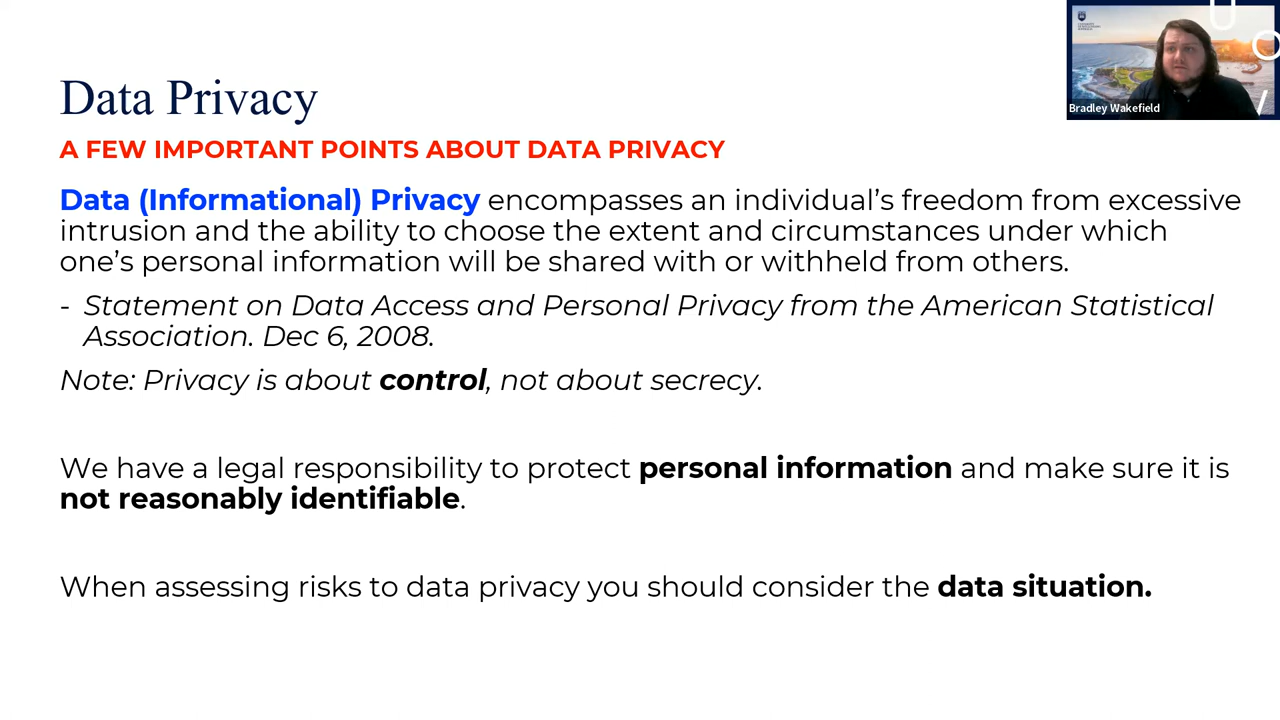 Data Privacy
A FEW IMPORTANT POINTS ABOUT DATA PRIVACY
Data (Informational) Privacy encompasses an individual’s freedom from excessive
intrusion and the ability to choose the extent and circumstances under which
one’s personal information will be shared with or withheld from others.
- Statement on Data Access and Personal Privacy from the American Statistical
Association. Dec 6, 2008.
Note: Privacy is about control, not about secrecy.
We have a legal responsibility to protect personal information and make sure it is
not reasonably identifiable.
When assessing risks to data privacy you should consider the data situation.
Bradley Wakefield